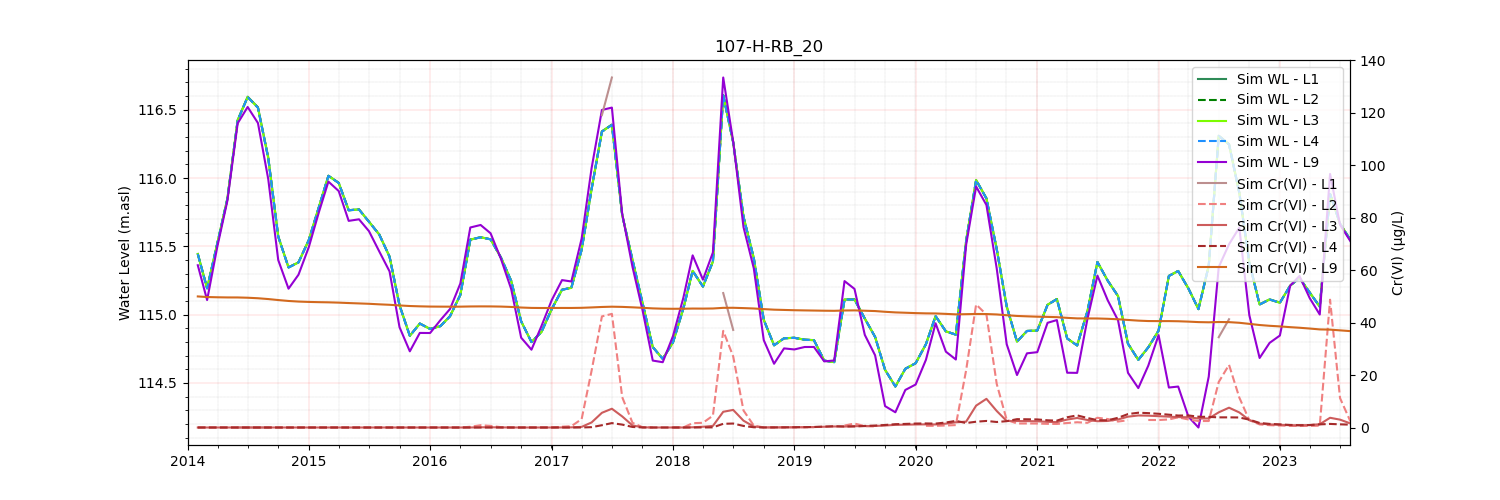 107-H-RB_20
Water Level (m.asl)
116.5
116.0
115.5
115.0
114.5
140
120
100
80
60
40
20
0
Cr(VI) (µg/L)
Sim WL - L1
Sim WL - L2
Sim WL - L3
Sim WL - L4
Sim WL - L9
Sim Cr(VI) - L1
Sim Cr(VI) - L2
Sim Cr(VI) - L3
Sim Cr(VI) - L4
Sim Cr(VI) - L9
2014 2015 2016 2017 2018 2019 2020 2021 2022 2023